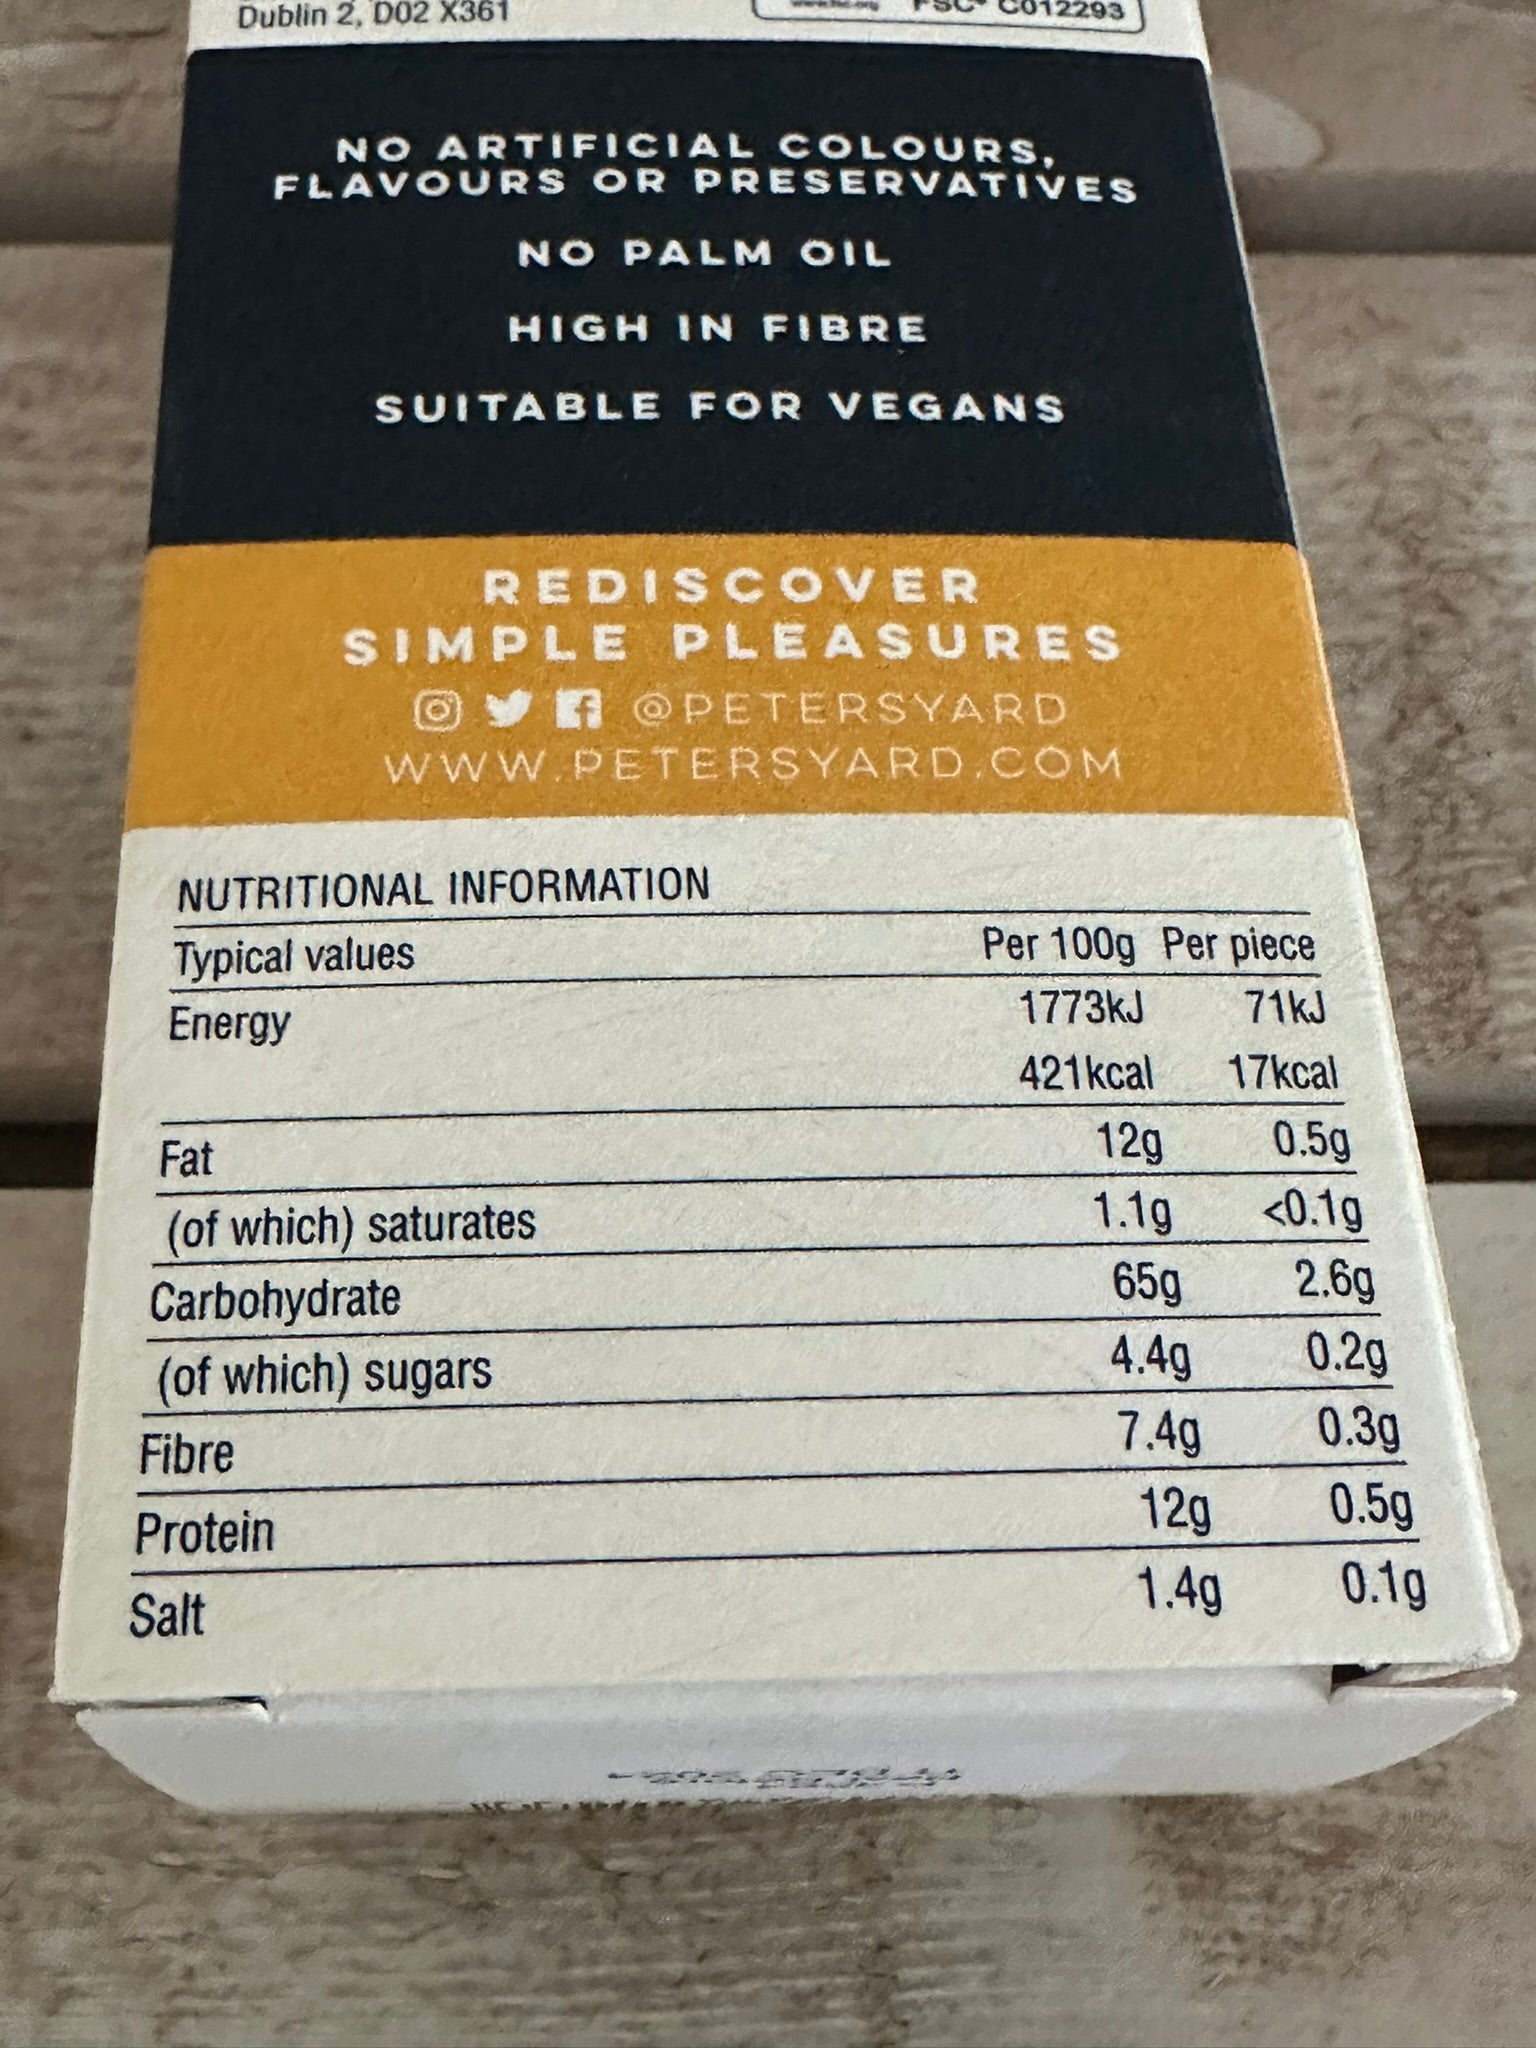 Dublin 2, D02 X361
FSC® C012293
NO ARTIFICIAL COLOURS,
FLAVOURS OR PRESERVATIVES
NO PALM OIL
HIGH IN FIBRE
SUITABLE FOR VEGANS
REDISCOVER
SIMPLE PLEASURES
@PETERSYARD
WWW.PETERSYARD.COM
NUTRITIONAL INFORMATION
Typical values Per 100g Per piece
Energy 1773kJ 71kJ
421kcal 17kcal
Fat 12g 0.5g
(of which) saturates 1.1g <0.1g
Carbohydrate 65g 2.6g
(of which) sugars 4.4g 0.2g
Fibre 7.4g 0.3g
Protein 12g 0.5g
Salt 1.4g 0.1g